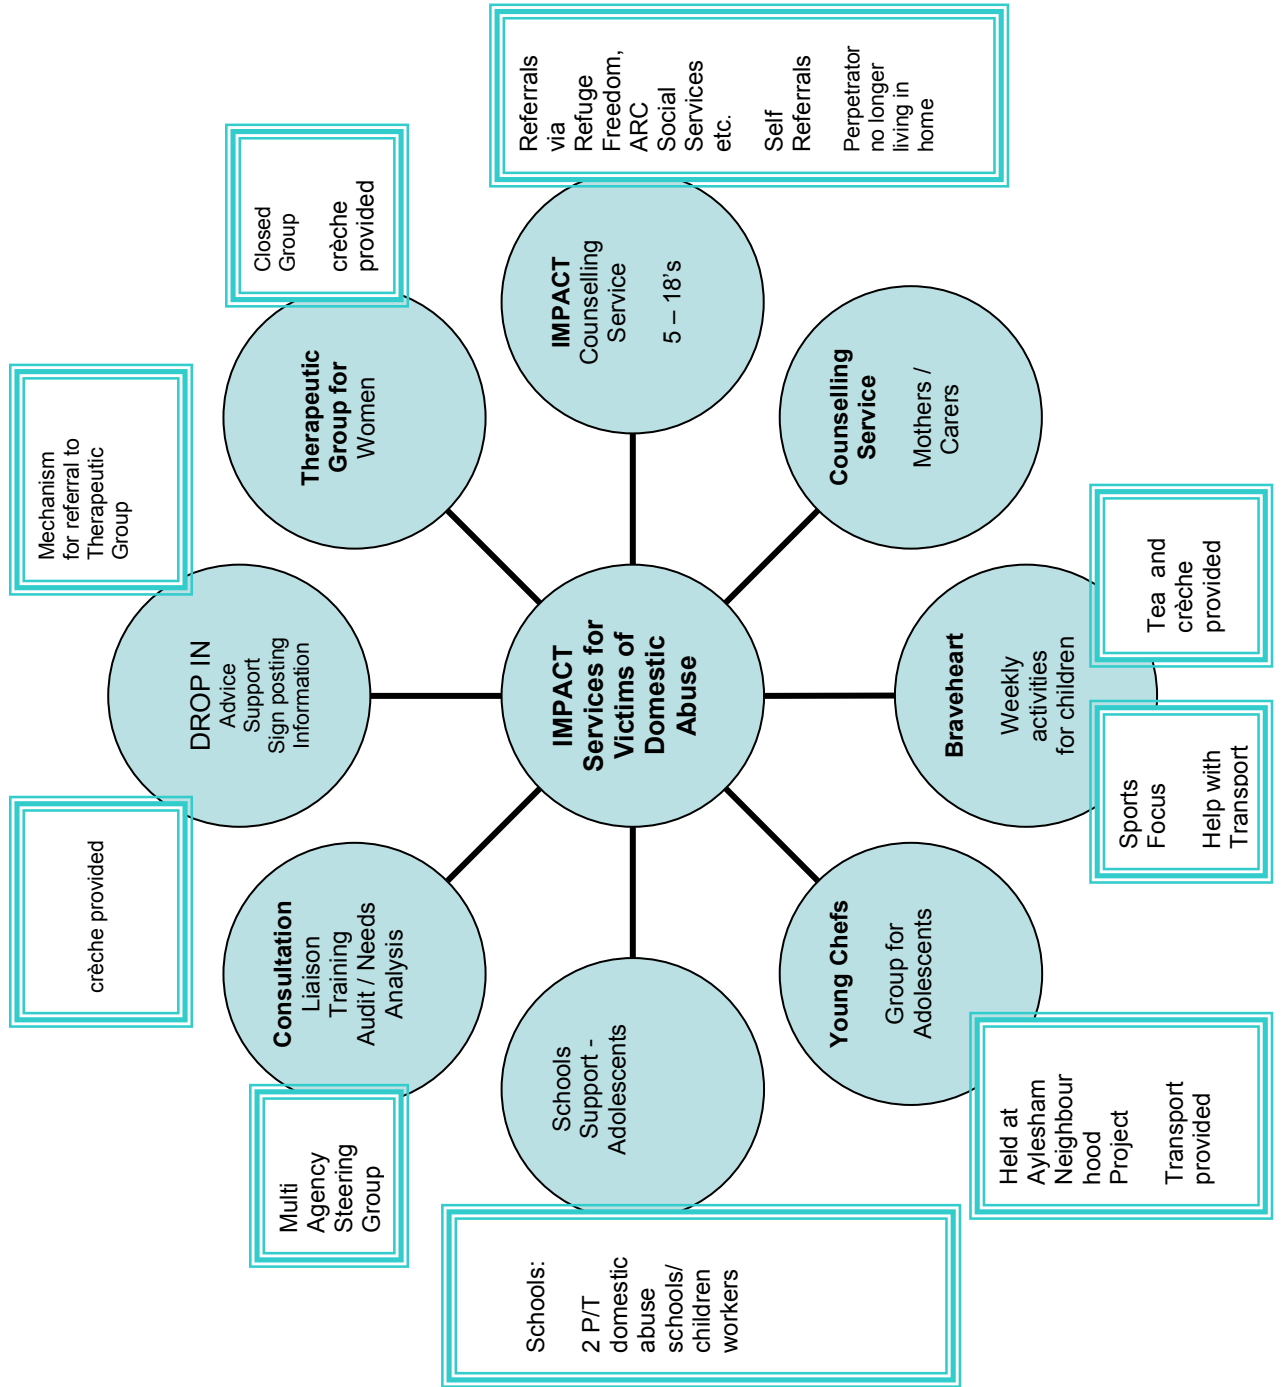 crèche provided
Mechanism
for referral to
Therapeutic
Group
DROP IN
Advice
Support
Sign posting
Information
Multi
Agency
Steering
Group
Consultation
Liaison
Training
Audit / Needs
Analysis
Therapeutic
Group for
Women
Closed
Group
crèche
provided
Schools:
2 P/T
domestic
abuse
schools/
children
workers
Schools
Support -
Adolescents
IMPACT
Services for
Victims of
Domestic
Abuse
IMPACT
Counselling
Service
5 – 18’s
Referrals
via
Refuge
Freedom,
ARC
Social
Services
etc.
Self
Referrals
Perpetrator
no longer
living in
home
Young Chefs
Group for
Adolescents
Held at
Aylesham
Neighbour
hood
Project
Transport
provided
Counselling
Service
Mothers /
Carers
Braveheart
Weekly
activities
for children
Sports
Focus
Help with
Transport
Tea and
crèche
provided